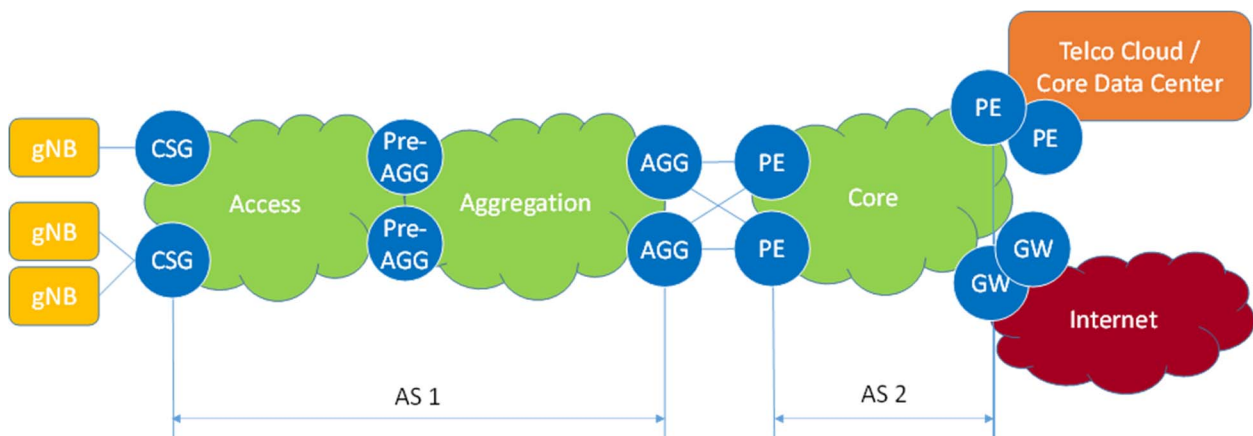 Telco Cloud /
Core Data Center
PE
PE
gNB
CSG
Pre-
AGG
AGG
PE
Access
Aggregation
Core
gNB
gNB
CSG
Pre-
AGG
AGG
PE
GW
GW
Internet
AS 1
AS 2